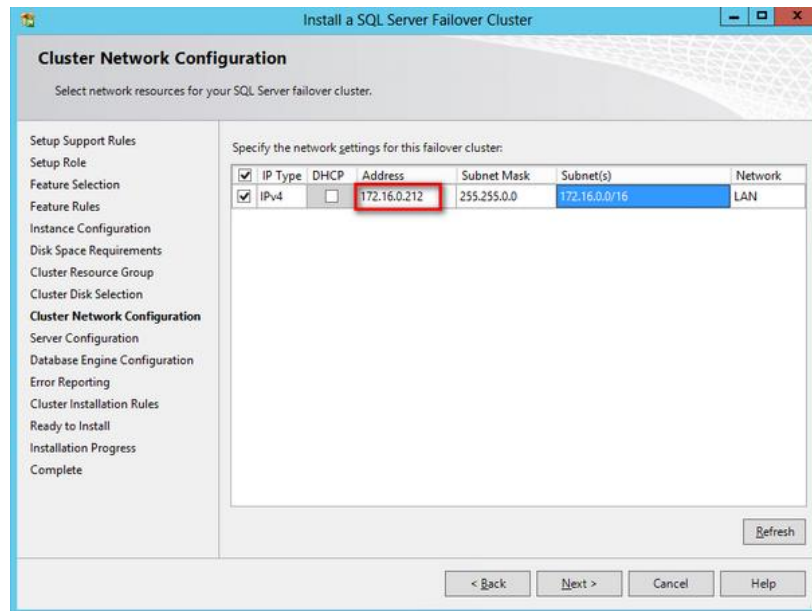 Install a SQL Server Failover Cluster
Cluster Network Configuration
Select network resources for your SQL Server failover cluster.
Setup Support Rules
Setup Role
Feature Selection
Feature Rules
Instance Configuration
Disk Space Requirements
Cluster Resource Group
Cluster Disk Selection
Cluster Network Configuration
Server Configuration
Database Engine Configuration
Error Reporting
Cluster Installation Rules
Ready to Install
Installation Progress
Complete
Specify the network settings for this failover cluster:
IP Type DHCP Address Subnet Mask Subnet(s) Network
IPv4 172.16.0.212 255.255.0.0 172.16.0.0/16 LAN
Refresh
< Back Next > Cancel Help